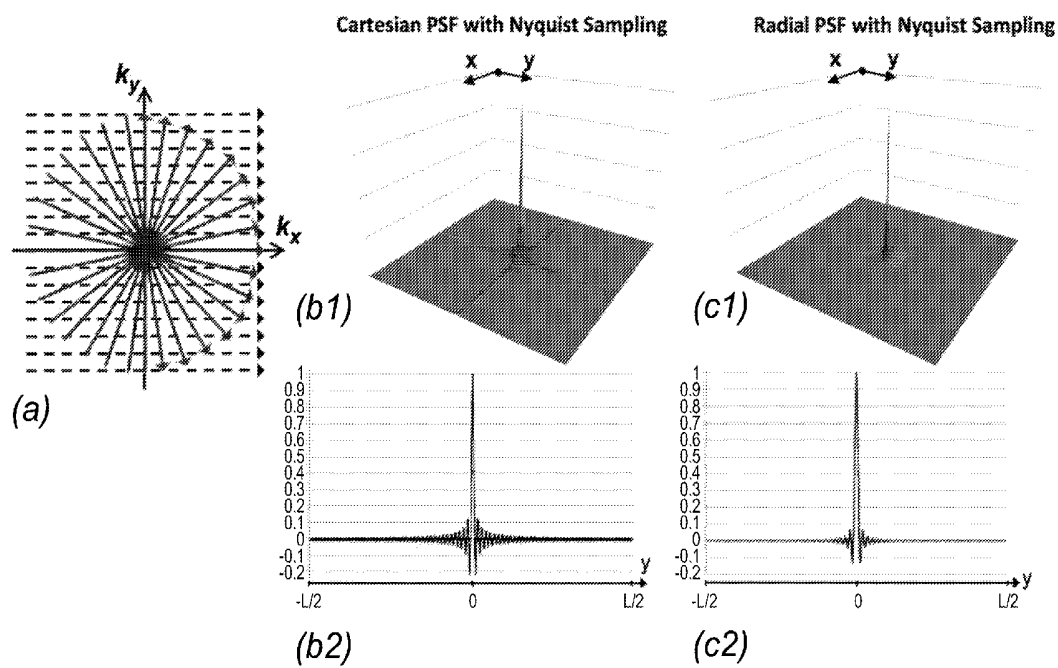 Cartesian PSF with Nyquist Sampling
Radial PSF with Nyquist Sampling
x y
x y
ky
kx
(a)
(b1)
(c1)
1
0.9
0.8
0.7
0.6
0.5
0.4
0.3
0.2
0.1
0
-0.1
-0.2
-L/2 0 L/2
y
(b2)
1
0.9
0.8
0.7
0.6
0.5
0.4
0.3
0.2
0.1
0
-0.1
-0.2
-L/2 0 L/2
y
(c2)